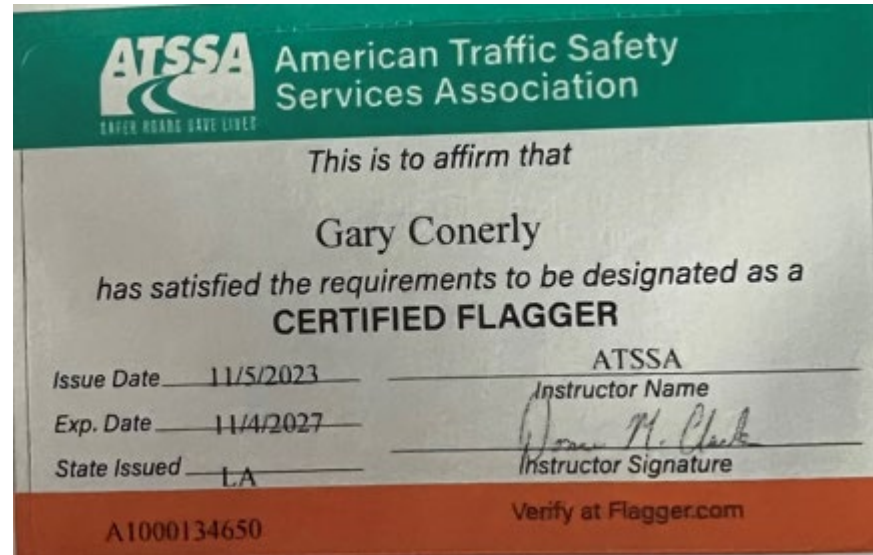 ATSSA
SAFER ROADS SAVE LIVES
American Traffic Safety
Services Association
This is to affirm that
Gary Conerly
has satisfied the requirements to be designated as a
CERTIFIED FLAGGER
Issue Date 11/5/2023
ATSSA
Instructor Name
Exp. Date 11/4/2027
M. Clark
Instructor Signature
State Issued LA
A1000134650
Verify at Flagger.com